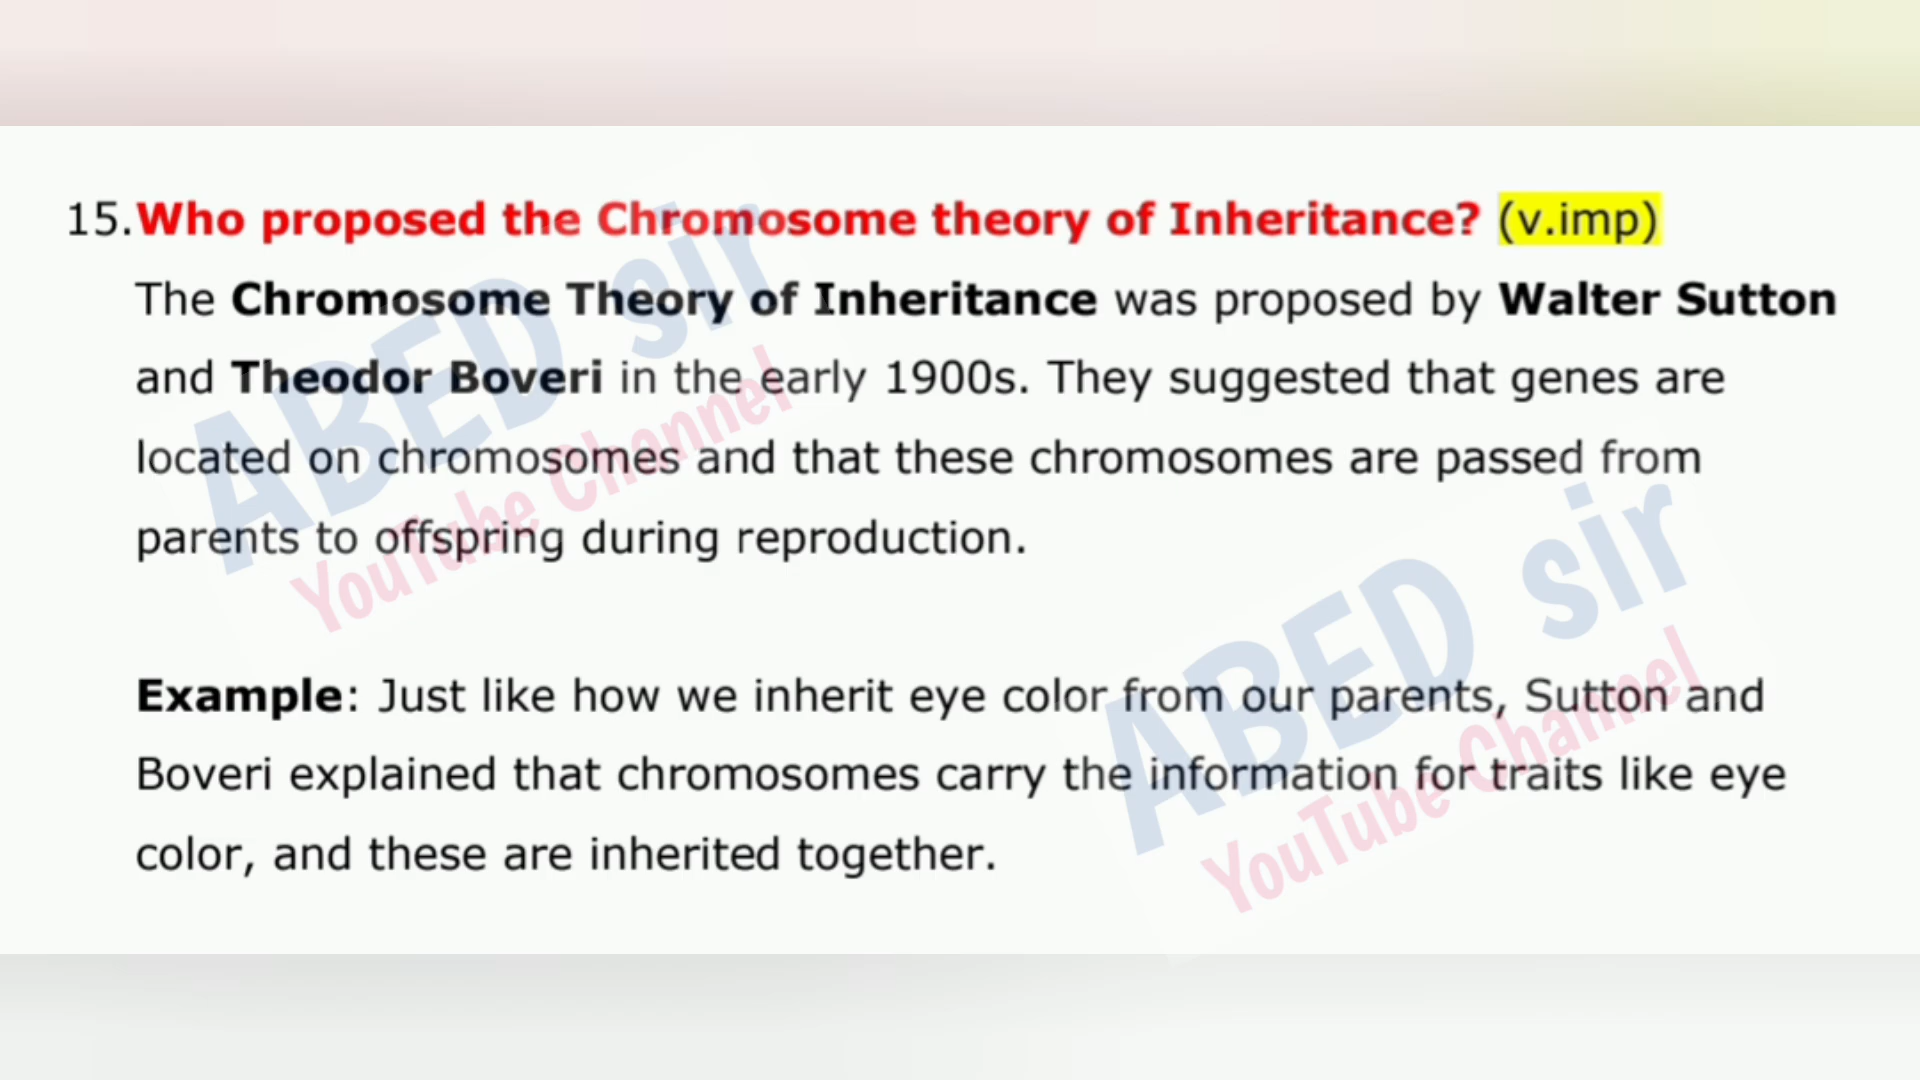 15.Who proposed the Chromosome theory of Inheritance? (v.imp)
The Chromosome Theory of Inheritance was proposed by Walter Sutton
and Theodor Boveri in the early 1900s. They suggested that genes are
located on chromosomes and that these chromosomes are passed from
parents to offspring during reproduction.
Example: Just like how we inherit eye color from our parents, Sutton and
Boveri explained that chromosomes carry the information for traits like eye
color, and these are inherited together.
ABED sir
YouTube Channel
ABED sir
YouTube Channel